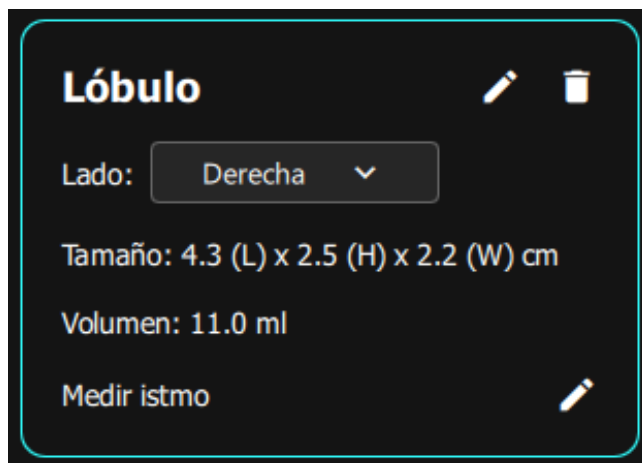 Lóbulo
Lado: Derecha
Tamaño: 4.3 (L) x 2.5 (H) x 2.2 (W) cm
Volumen: 11.0 ml
Medir istmo